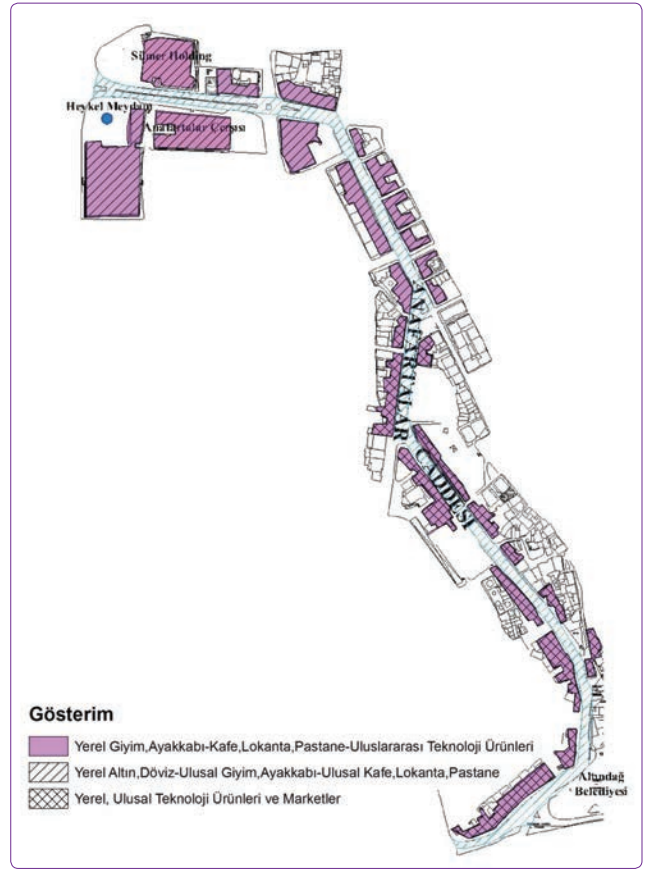 Sümer Holding
Heykel Meydanı
Anafartalar Çarşısı
ANAFARTALAR CADDESİ
Altındağ
Belediyesi
Gösterim
Yerel Giyim,Ayakkabı-Kafe,Lokanta,Pastane-Uluslararası Teknoloji Ürünleri
Yerel Altın,Döviz-Ulusal Giyim,Ayakkabı-Ulusal Kafe,Lokanta,Pastane
Yerel, Ulusal Teknoloji Ürünleri ve Marketler